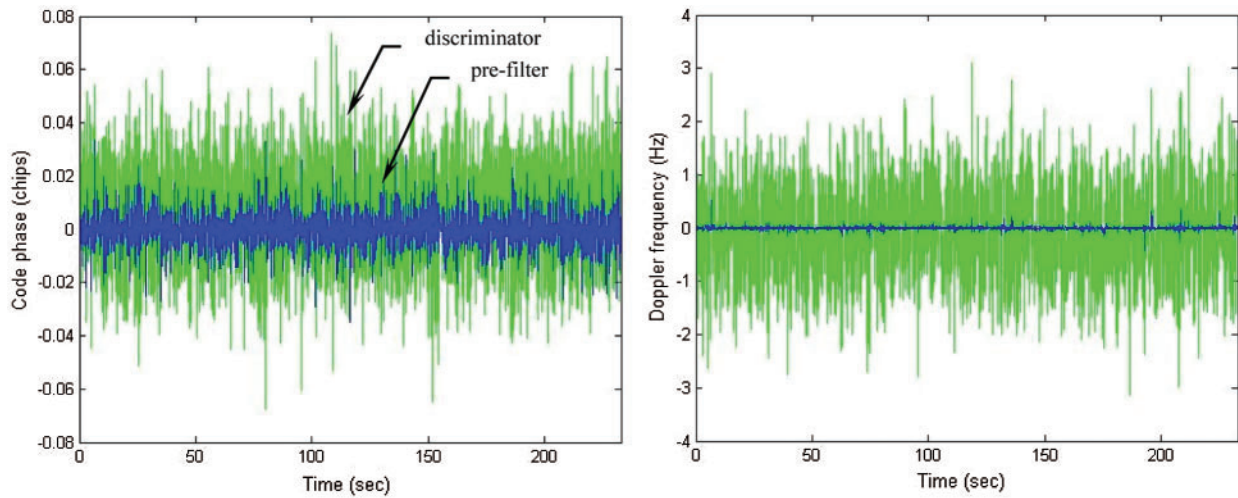 discriminator
pre-filter
0.08
0.06
0.04
0.02
0
-0.02
-0.04
-0.06
-0.08
Code phase (chips)
0 50 100 150 200
Time (sec)
4
3
2
1
0
-1
-2
-3
-4
Doppler frequency (Hz)
0 50 100 150 200
Time (sec)